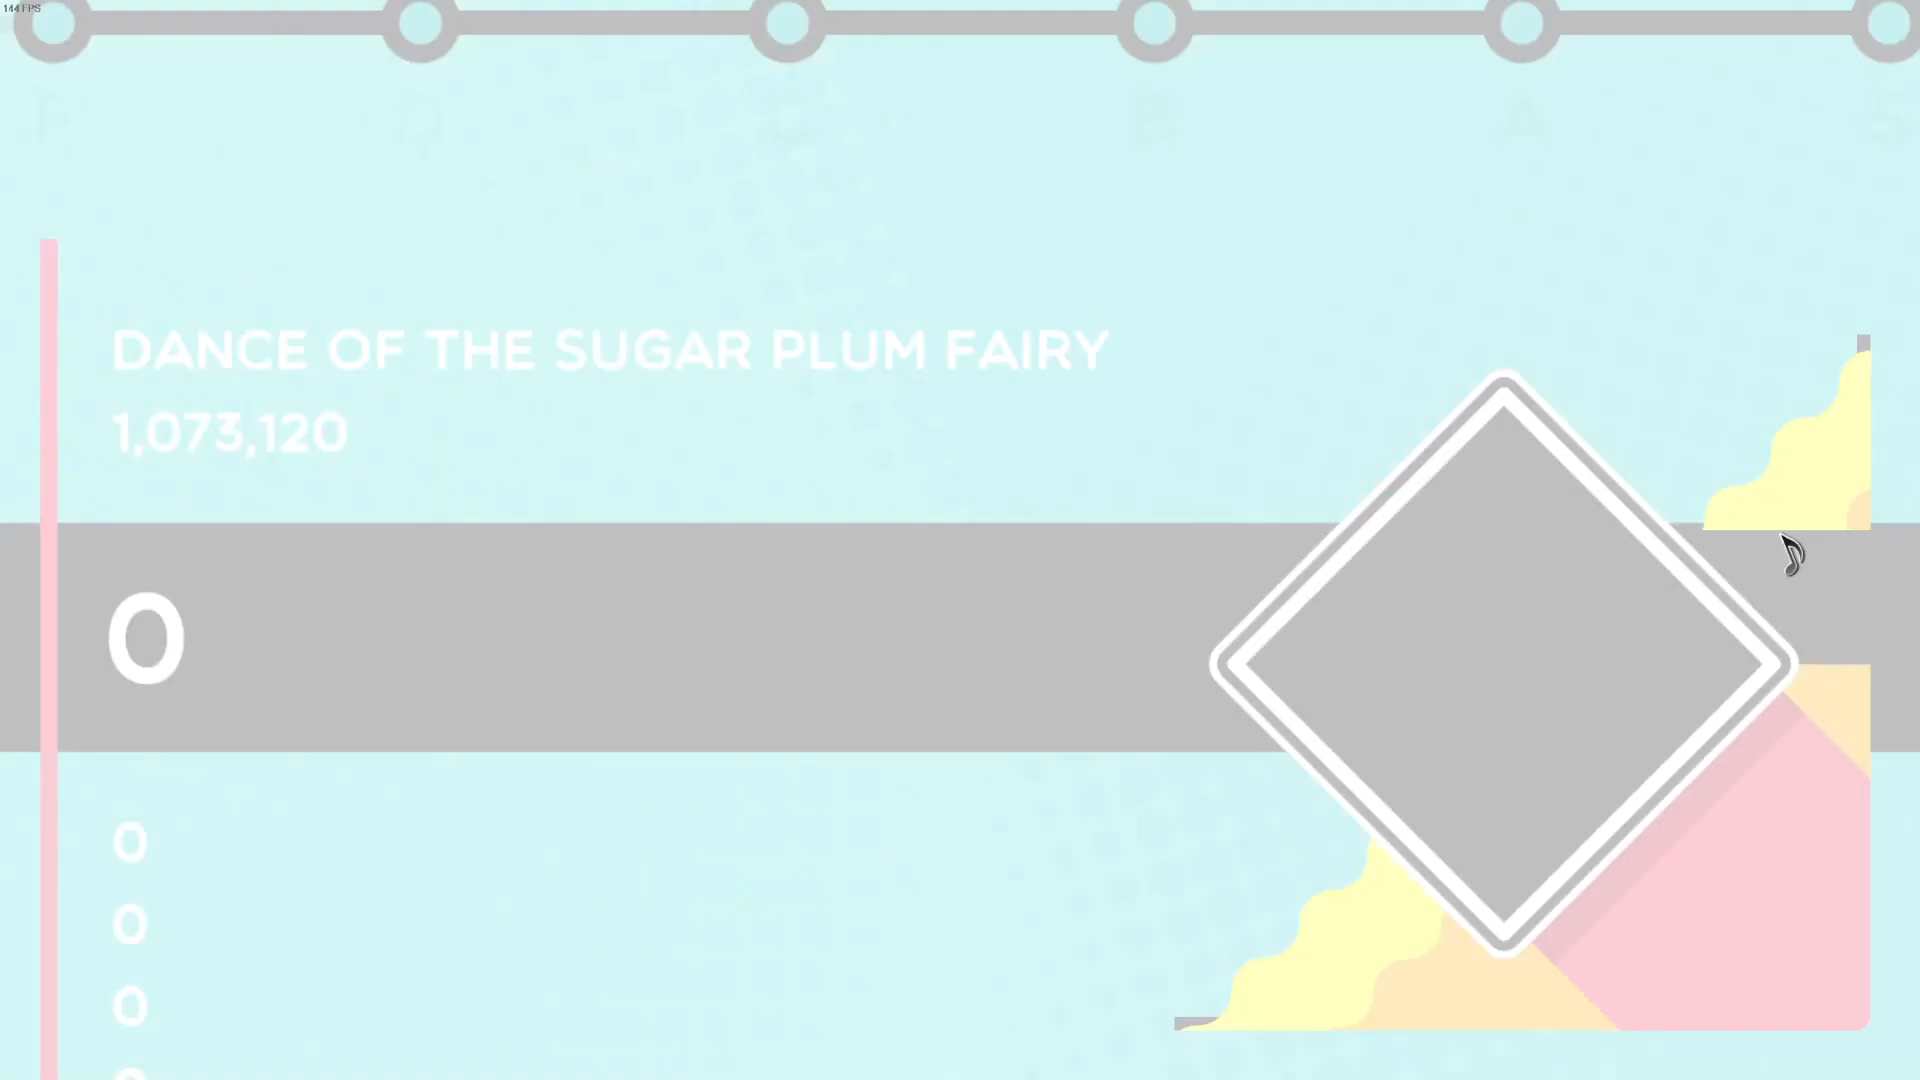 144 FPS
F D C B A S
DANCE OF THE SUGAR PLUM FAIRY
1,073,120
0
0
0
0